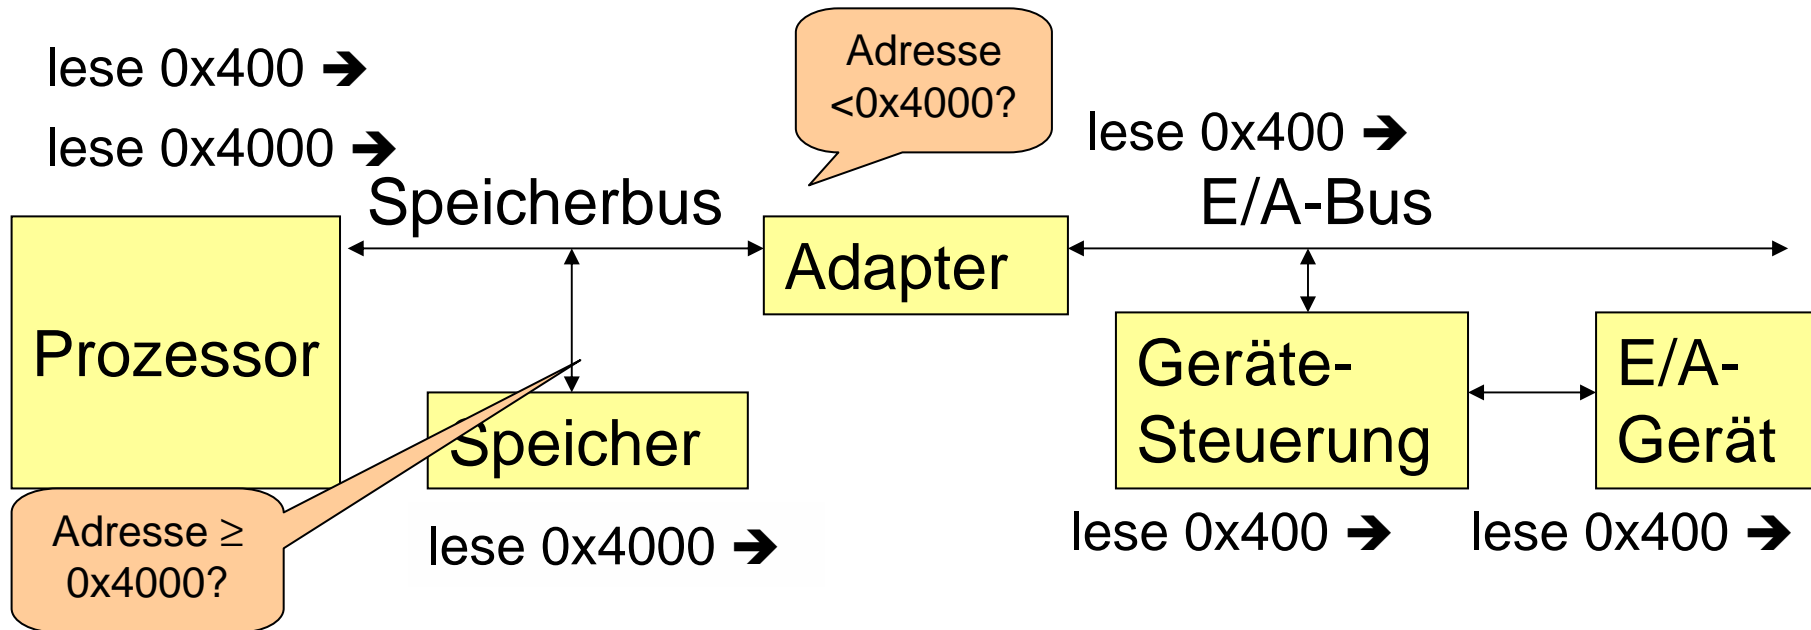 lese 0x400 ➔
lese 0x4000 ➔
Adresse
<0x4000?
lese 0x400 ➔
Speicherbus
E/A-Bus
Prozessor
Adapter
Speicher
Geräte-
Steuerung
E/A-
Gerät
Adresse ≥
0x4000?
lese 0x4000 ➔
lese 0x400 ➔
lese 0x400 ➔